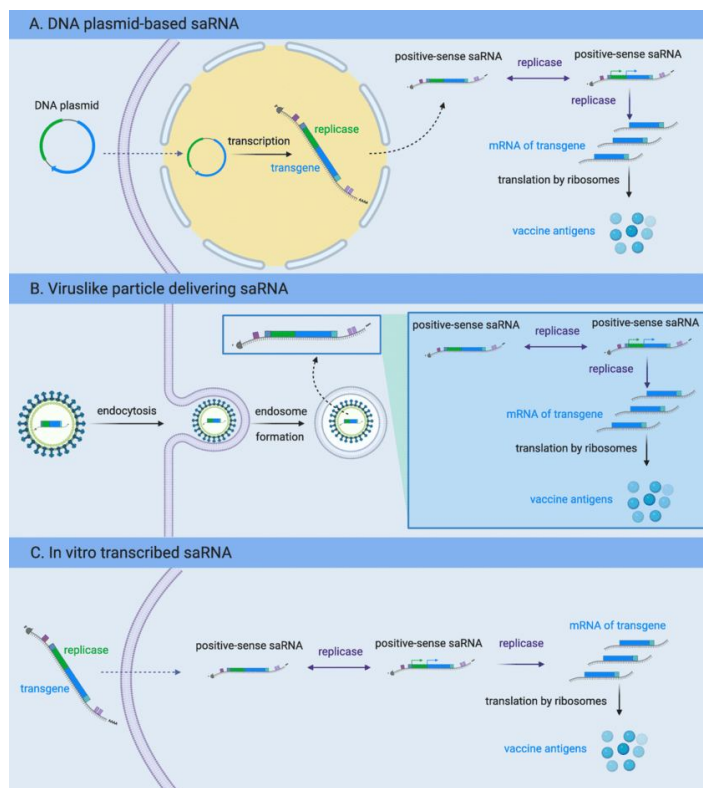 A. DNA plasmid-based saRNA
positive-sense saRNA
replicase
positive-sense saRNA
DNA plasmid
replicase
transcription
replicase
transgene
mRNA of transgene
translation by ribosomes
vaccine antigens
B. Viruslike particle delivering saRNA
positive-sense saRNA
replicase
positive-sense saRNA
replicase
endocytosis
endosome
formation
mRNA of transgene
translation by ribosomes
vaccine antigens
C. In vitro transcribed saRNA
replicase
transgene
positive-sense saRNA
replicase
positive-sense saRNA
replicase
mRNA of transgene
translation by ribosomes
vaccine antigens